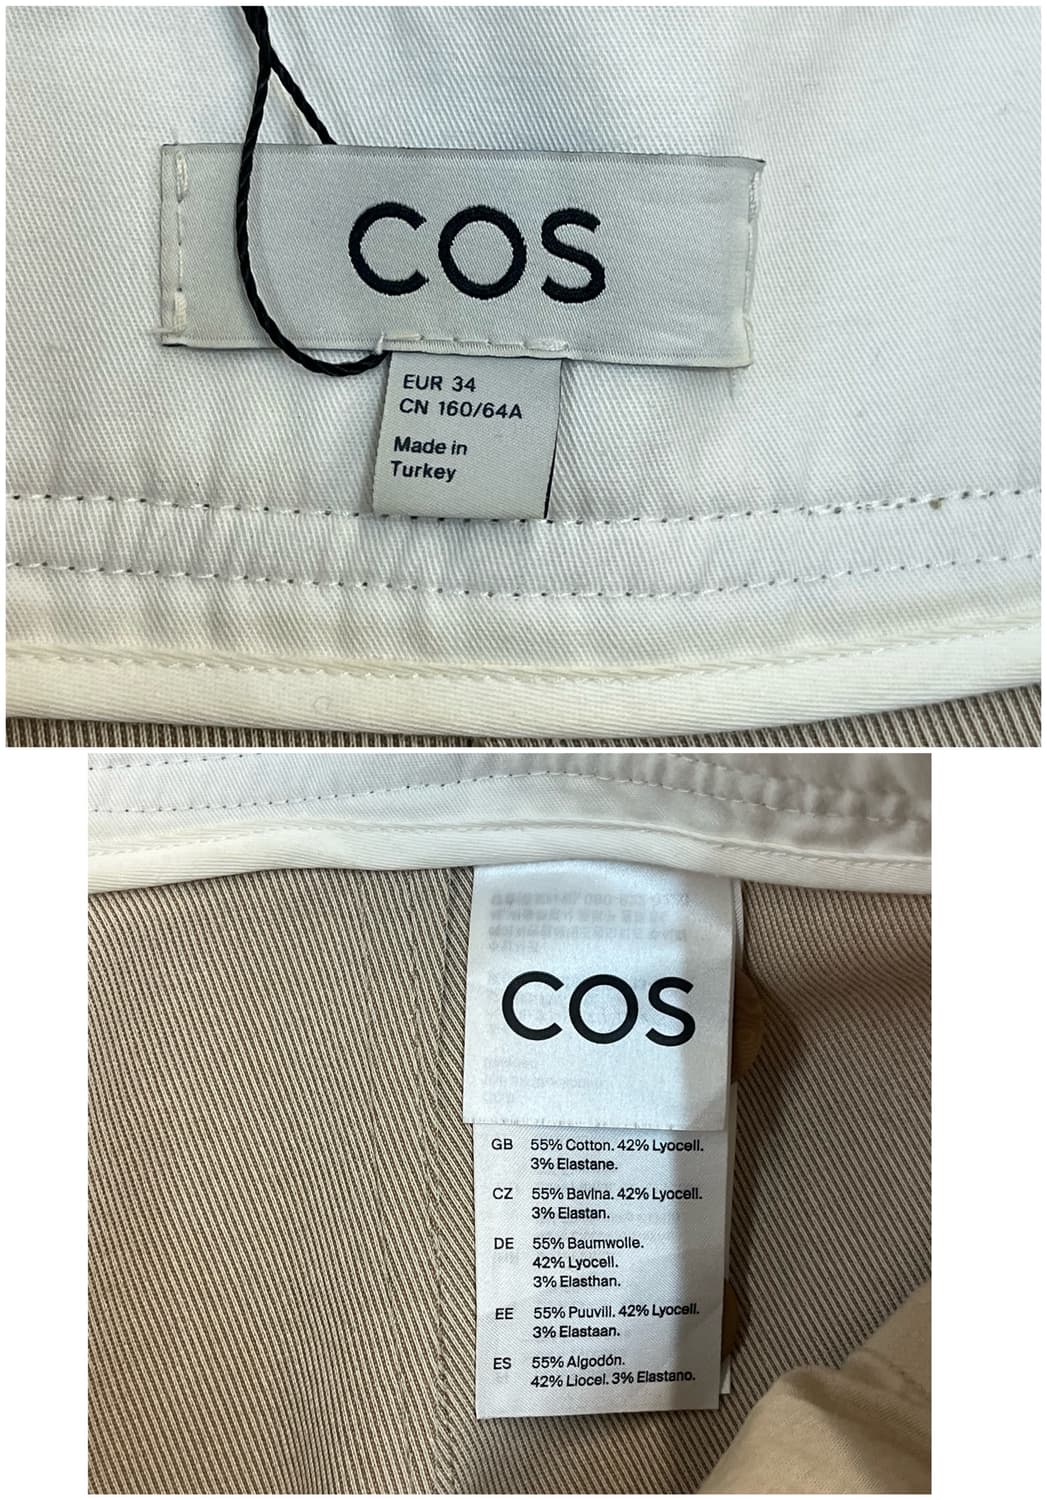 COS
EUR 34
CN 160/64A
Made in
Turkey
COS
GB 55% Cotton. 42% Lyocell.
3% Elastane.
CZ 55% Bavlna. 42% Lyocell.
3% Elastan.
DE 55% Baumwolle.
42% Lyocell.
3% Elasthan.
EE 55% Puuvill. 42% Lyocell.
3% Elastaan.
ES 55% Algodón.
42% Liocel. 3% Elastano.